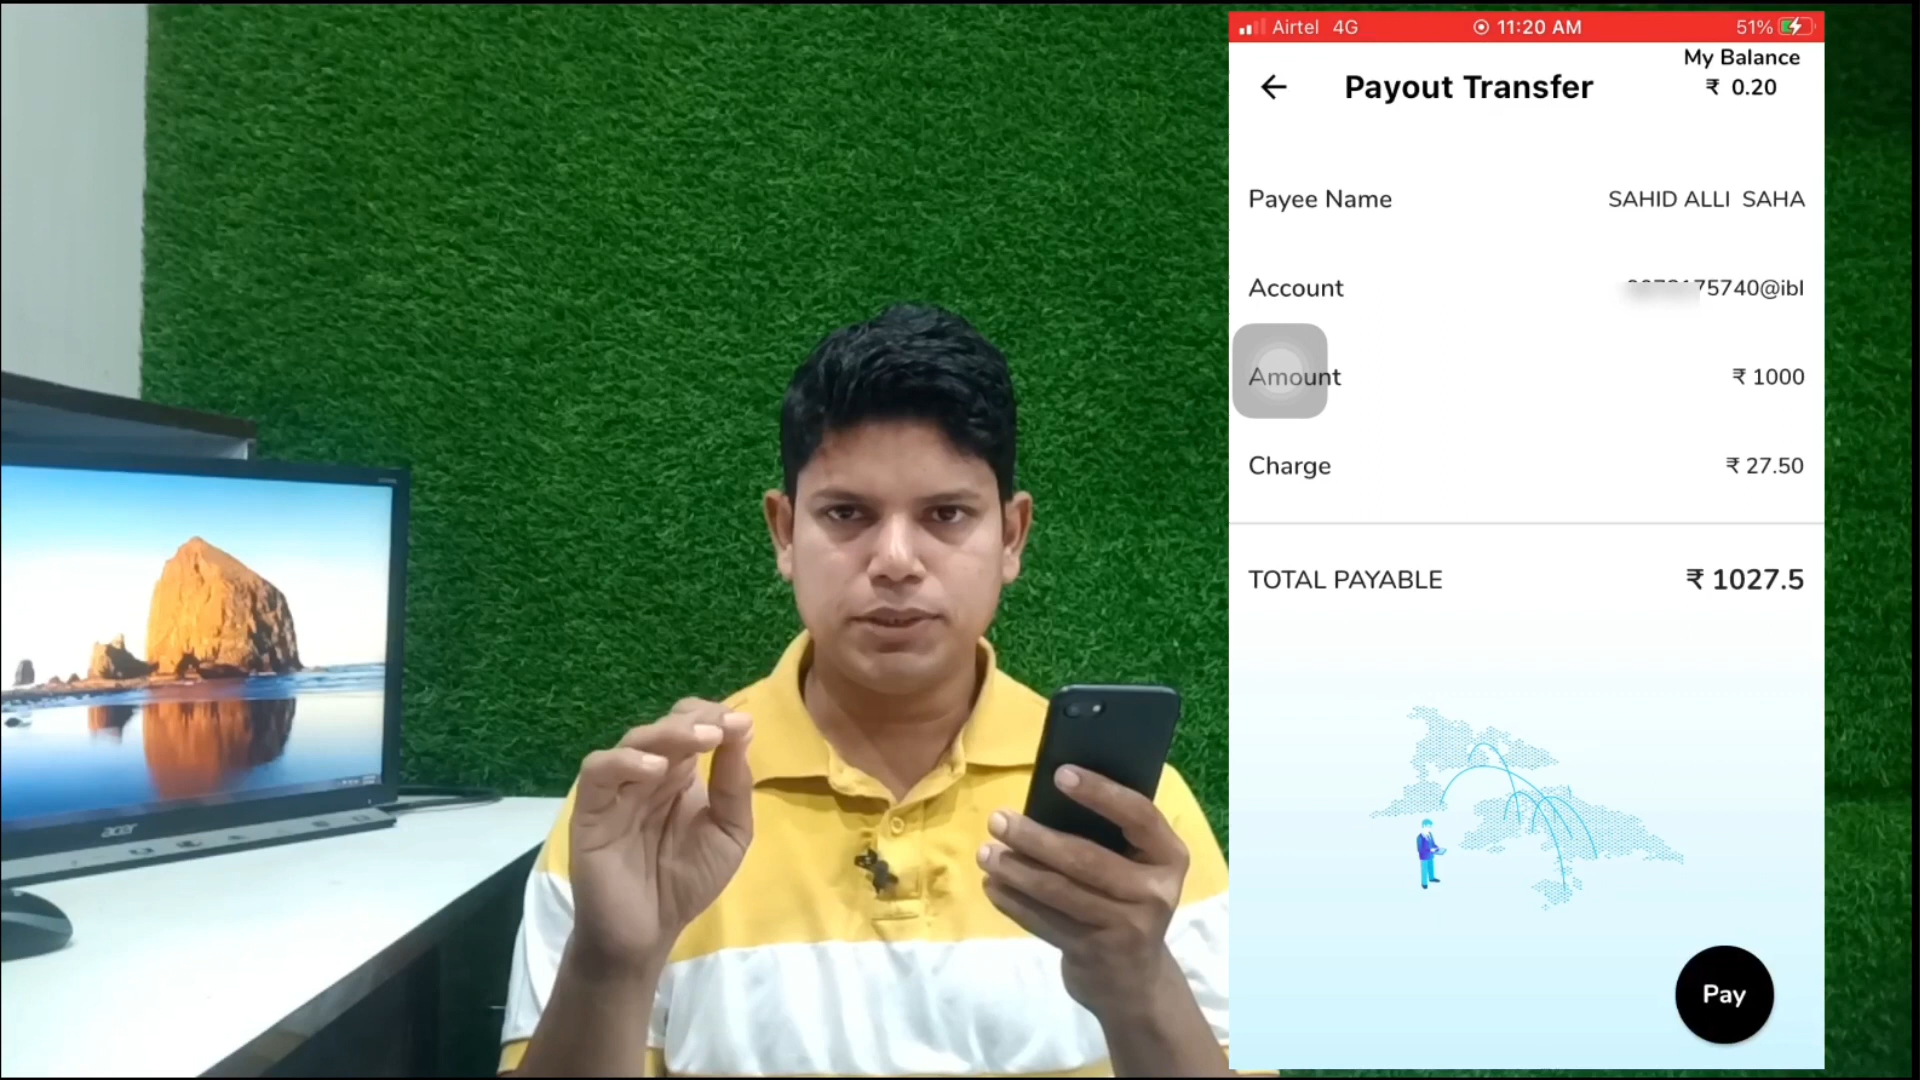 Airtel 4G 11:20 AM 51%
My Balance
₹ 0.20
Payout Transfer
Payee Name SAHID ALLI SAHA
Account 75740@ibl
Amount ₹ 1000
Charge ₹ 27.50
TOTAL PAYABLE ₹ 1027.5
Pay
acer